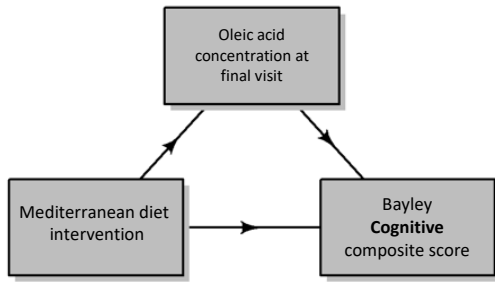 Oleic acid
concentration at
final visit
Mediterranean diet
intervention
Bayley
Cognitive
composite score